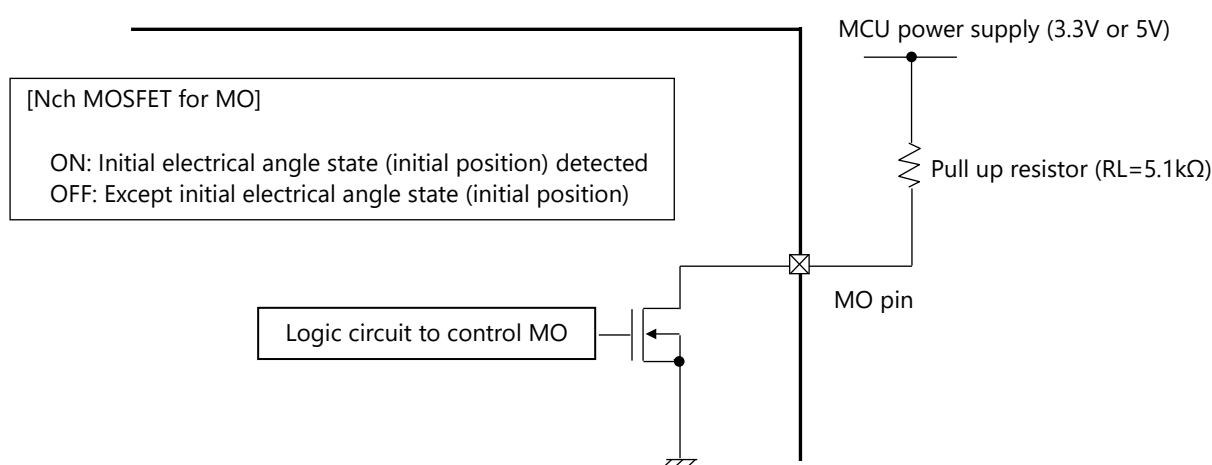 MCU power supply (3.3V or 5V)
[Nch MOSFET for MO]
ON: Initial electrical angle state (initial position) detected
OFF: Except initial electrical angle state (initial position)
Pull up resistor (RL=5.1kΩ)
MO pin
Logic circuit to control MO